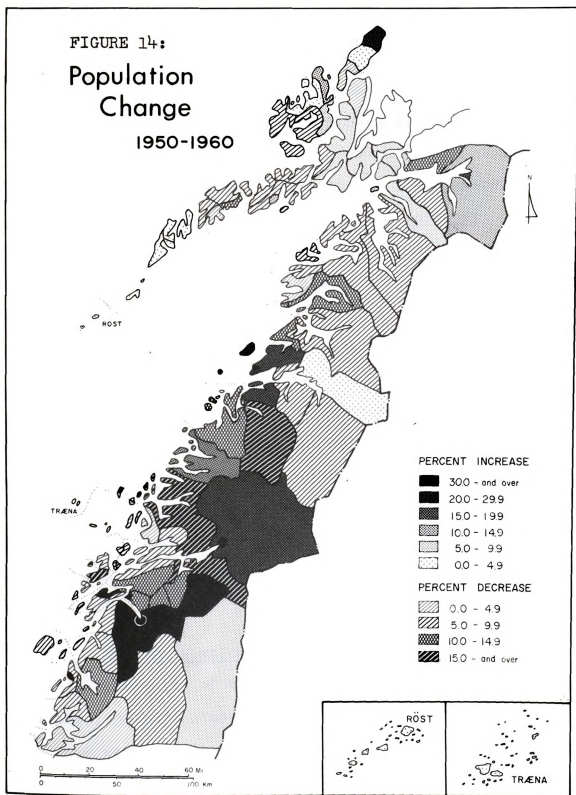 FIGURE 14:
Population
Change
1950-1960
N
RÖST
TRÆNA
PERCENT INCREASE
30.0 - and over
20.0 - 29.9
15.0 - 19.9
10.0 - 14.9
5.0 - 9.9
0.0 - 4.9
PERCENT DECREASE
0.0 - 4.9
5.0 - 9.9
10.0 - 14.9
15.0 - and over
0 20 40 60 MI
0 50 100 KM
RÖST
TRÆNA